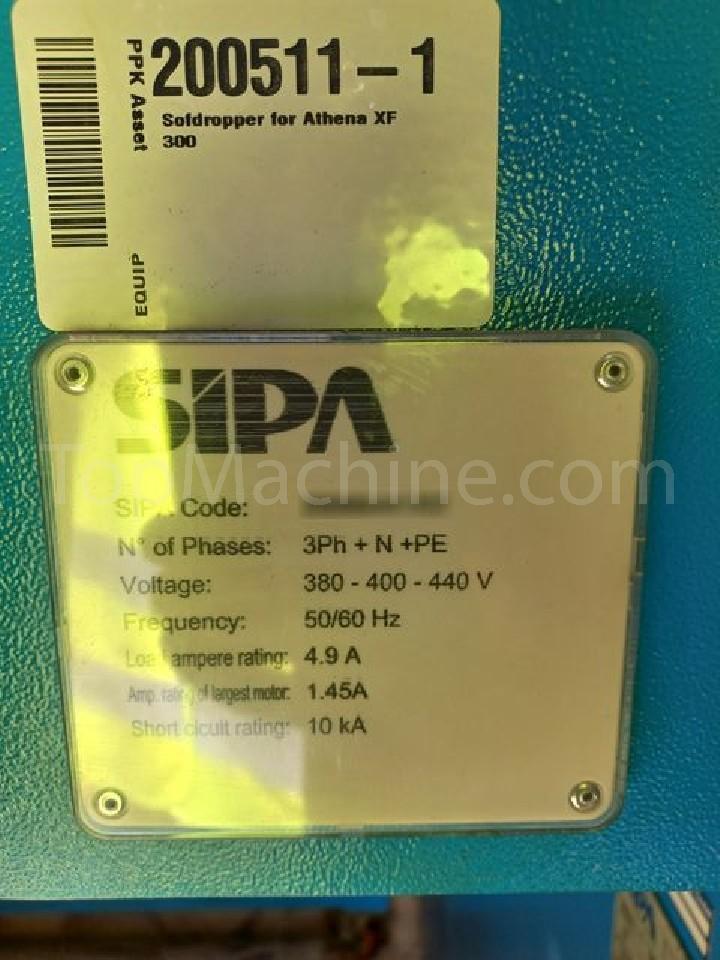 PPK Asset
200511-1
Sofdropper for Athena XF
300
EQUIP
SIPA
TopMachine.com
SIPA Code:
N° of Phases: 3Ph + N +PE
Voltage: 380 - 400 - 440 V
Frequency: 50/60 Hz
Load ampere rating: 4.9 A
Amp. rating of largest motor: 1.45A
Short cicuit rating: 10 kA